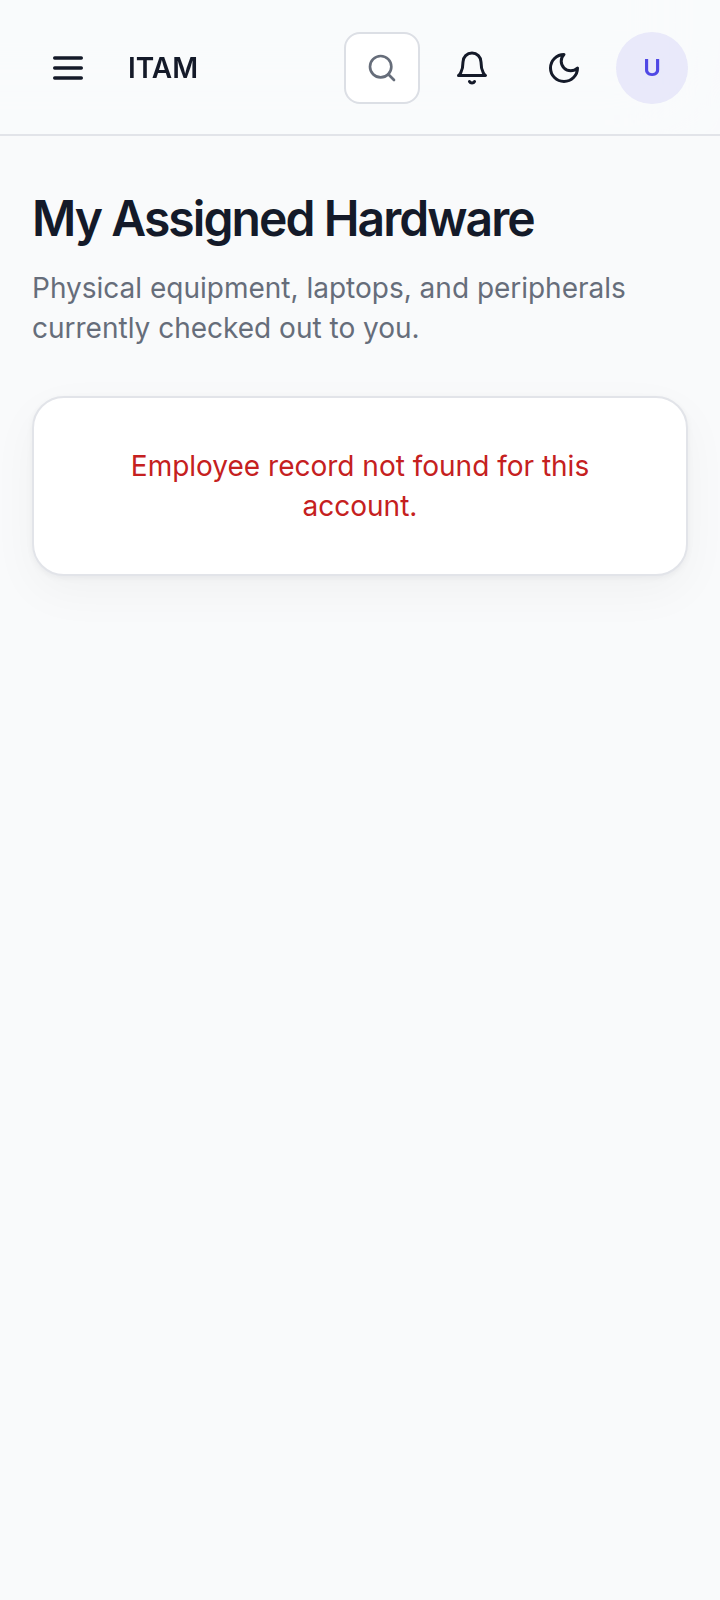 ITAM
U
My Assigned Hardware
Physical equipment, laptops, and peripherals
currently checked out to you.
Employee record not found for this
account.